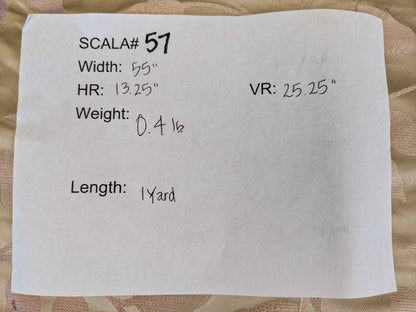 SCALA# 57
Width: 55"
HR: 13.25" VR: 25.25"
Weight: 0.4 lb
Length: 1 Yard